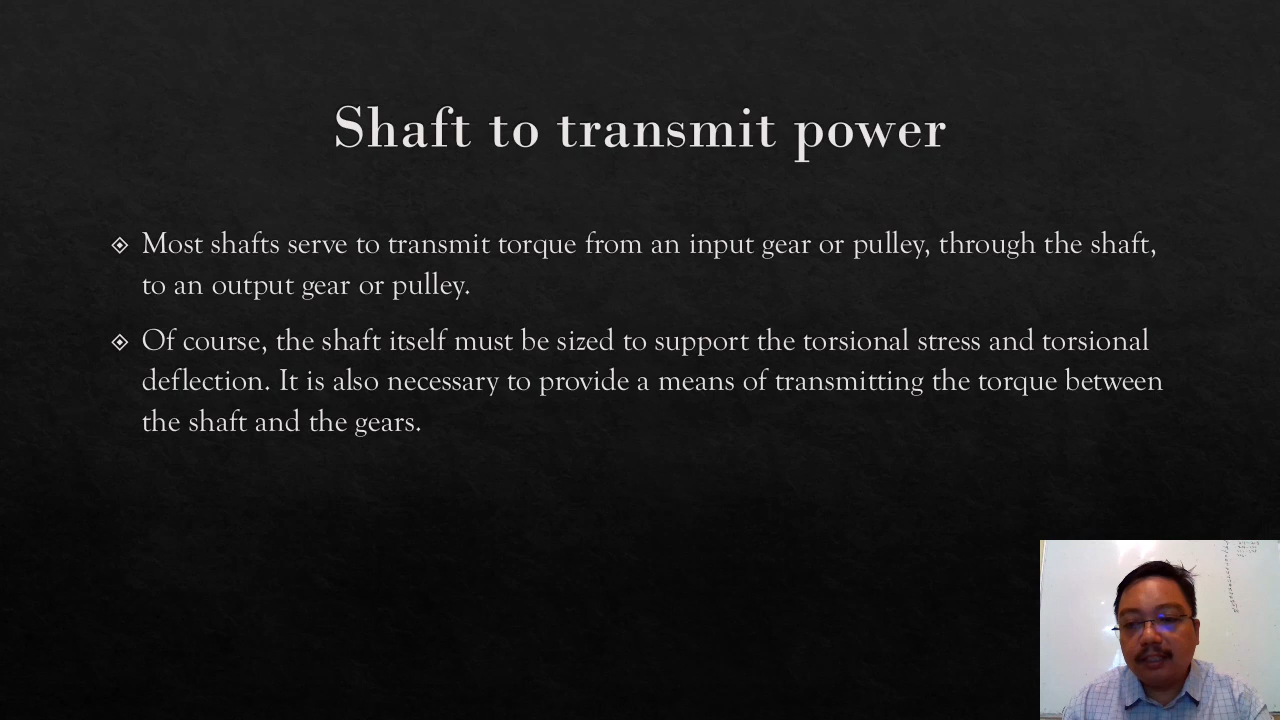 Shaft to transmit power
Most shafts serve to transmit torque from an input gear or pulley, through the shaft,
to an output gear or pulley.
Of course, the shaft itself must be sized to support the torsional stress and torsional
deflection. It is also necessary to provide a means of transmitting the torque between
the shaft and the gears.